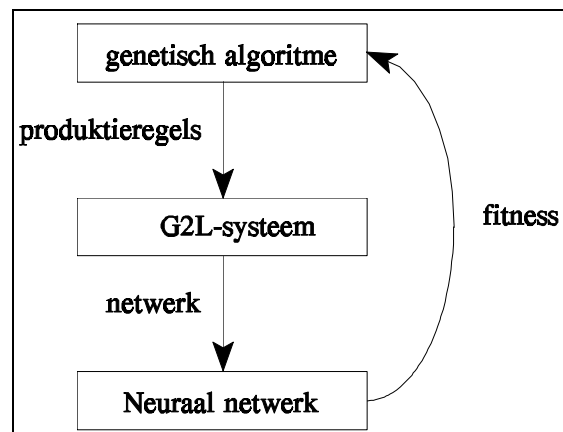 genetisch algoritme
produktieregels
G2L-systeem
fitness
netwerk
Neuraal netwerk